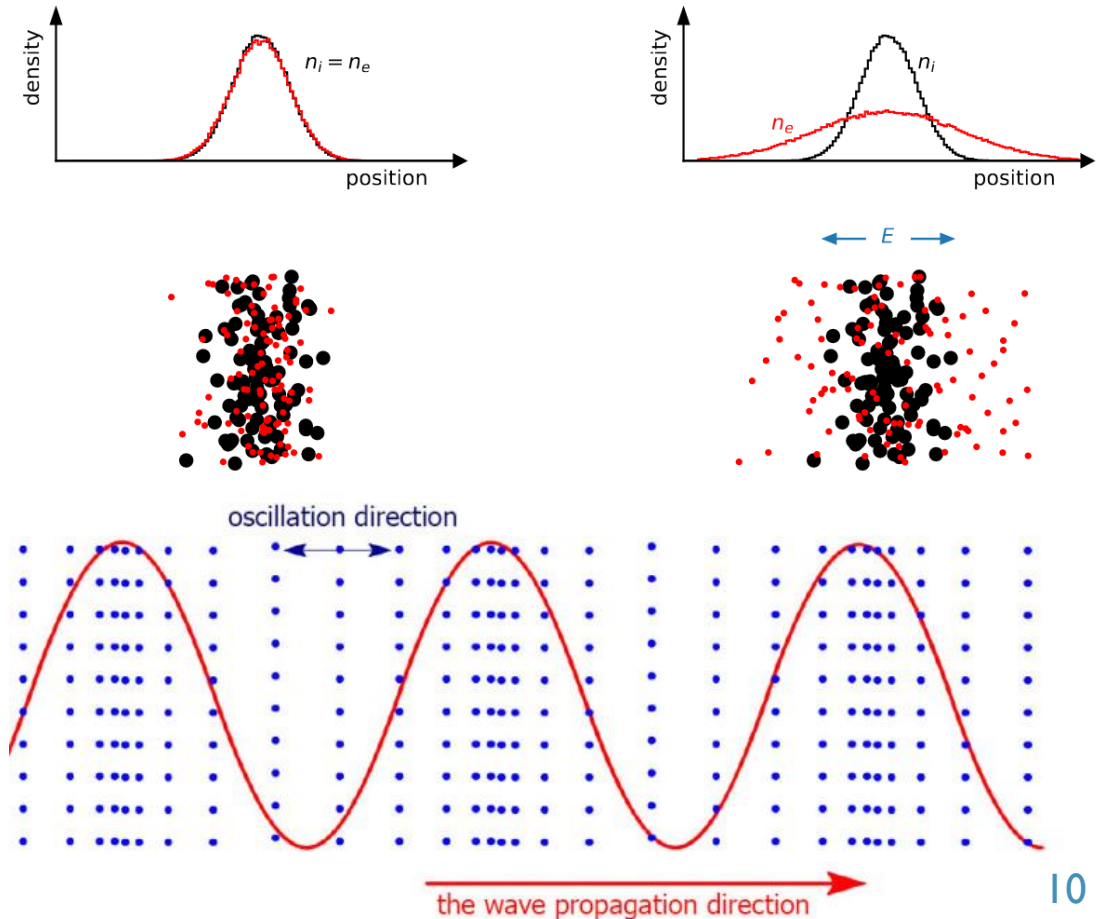 density
n_i = n_e
position
density
n_i
n_e
position
E
oscillation direction
the wave propagation direction
10